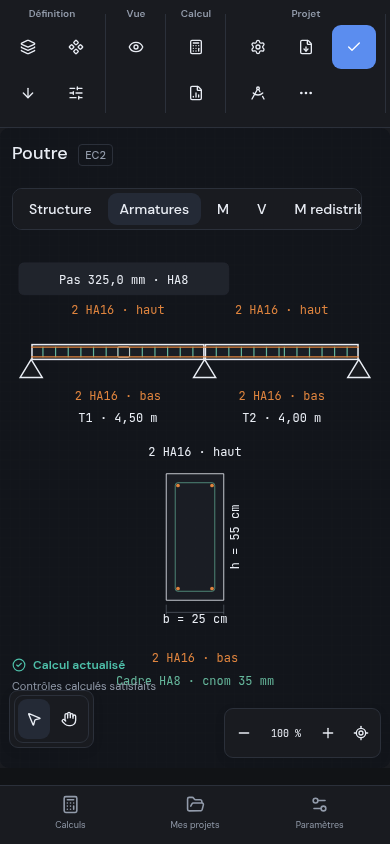 Définition Vue Calcul Projet
Poutre EC2
Structure Armatures M V M redistrib
Pas 325,0 mm · HA8
2 HA16 · haut 2 HA16 · haut
2 HA16 · bas 2 HA16 · bas
T1 · 4,50 m T2 · 4,00 m
2 HA16 · haut
h = 55 cm
b = 25 cm
2 HA16 · bas
Calcul actualisé
Cadre HA8 · cnom 35 mm
Contrôles calculés satisfaits
100 %
Calculs Mes projets Paramètres